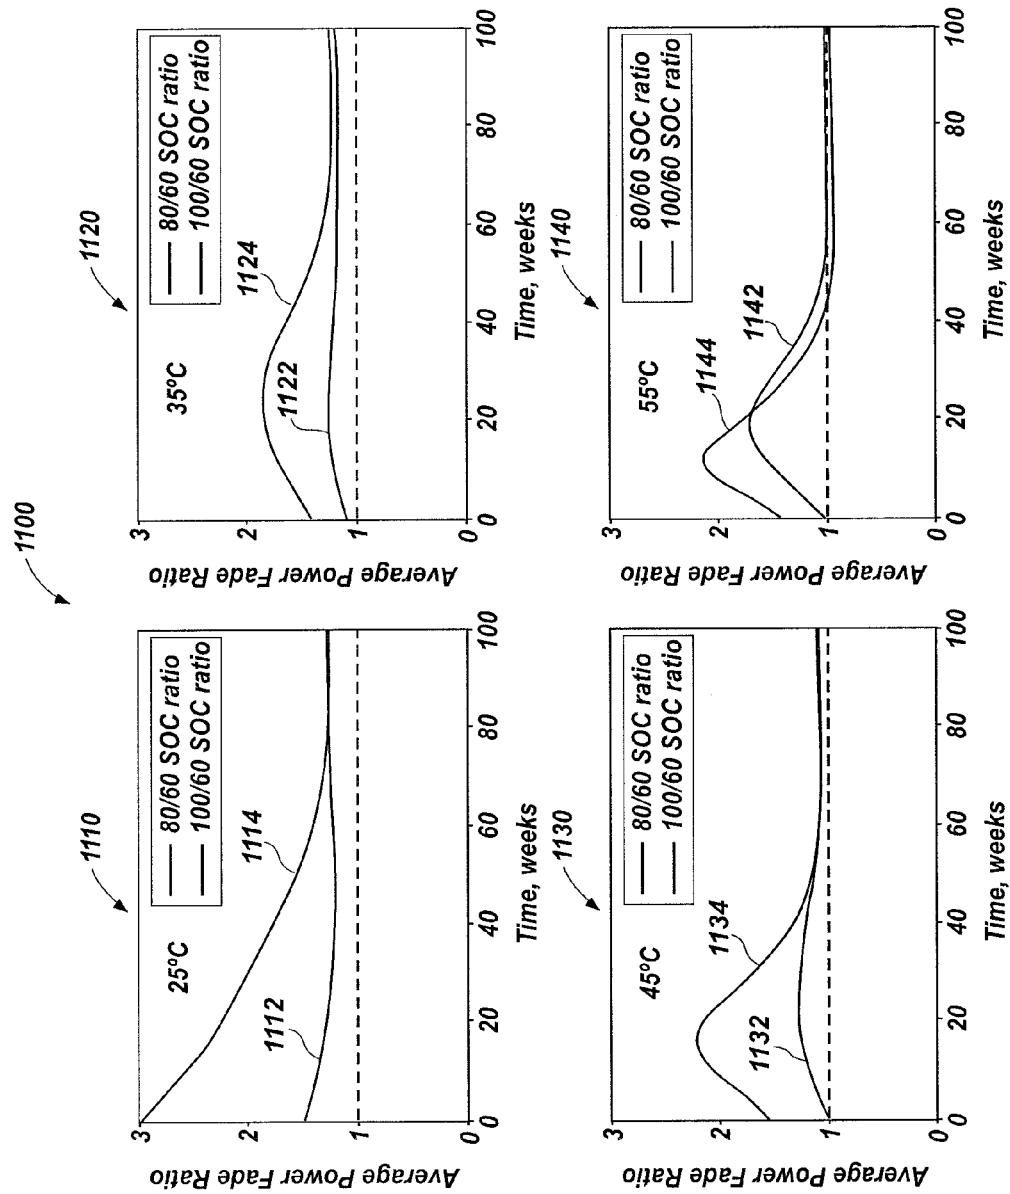 1100
1110
25ºC
80/60 SOC ratio
100/60 SOC ratio
1114
1112
3
2
1
0
20
40
60
80
100
Average Power Fade Ratio
Time, weeks
1120
35ºC
80/60 SOC ratio
100/60 SOC ratio
1124
1122
3
2
1
0
0
20
40
60
80
100
Average Power Fade Ratio
Time, weeks
1130
45ºC
80/60 SOC ratio
100/60 SOC ratio
1134
1132
3
2
1
0
0
20
40
60
80
100
Average Power Fade Ratio
Time, weeks
1140
55ºC
80/60 SOC ratio
100/60 SOC ratio
1144
1142
3
2
1
0
0
20
40
60
80
100
Average Power Fade Ratio
Time, weeks